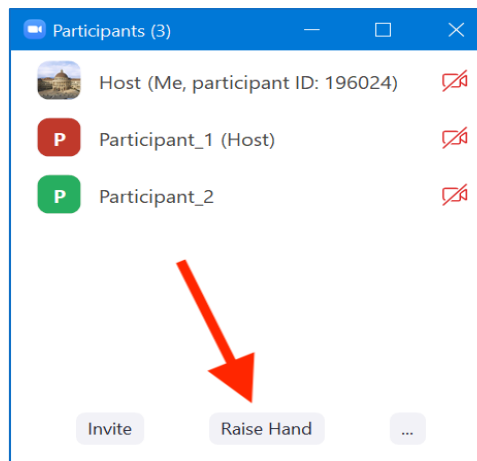 Participants (3)
Host (Me, participant ID: 196024)
P
Participant_1 (Host)
P
Participant_2
Invite
Raise Hand
...